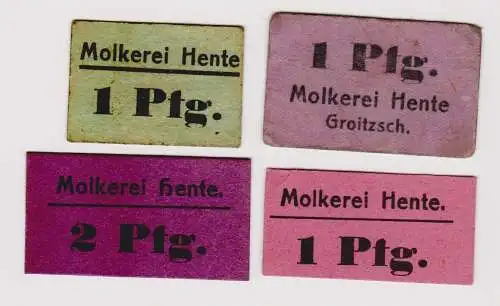 Molkerei Hente
1 Pfg.
1 Pfg.
Molkerei Hente
Groitzsch.
Molkerei Hente.
2 Pfg.
Molkerei Hente.
1 Pfg.